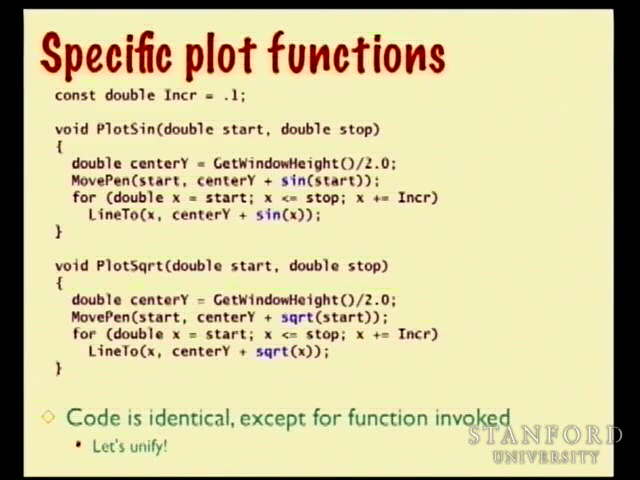 Specific plot functions
const double Incr = .1;
void PlotSin(double start, double stop)
{
double centerY = GetWindowHeight()/2.0;
MovePen(start, centerY + sin(start));
for (double x = start; x <= stop; x += Incr)
LineTo(x, centerY + sin(x));
}
void PlotSqrt(double start, double stop)
{
double centerY = GetWindowHeight()/2.0;
MovePen(start, centerY + sqrt(start));
for (double x = start; x <= stop; x += Incr)
LineTo(x, centerY + sqrt(x));
}
Code is identical, except for function invoked
Let's unify!
STANFORD
UNIVERSITY